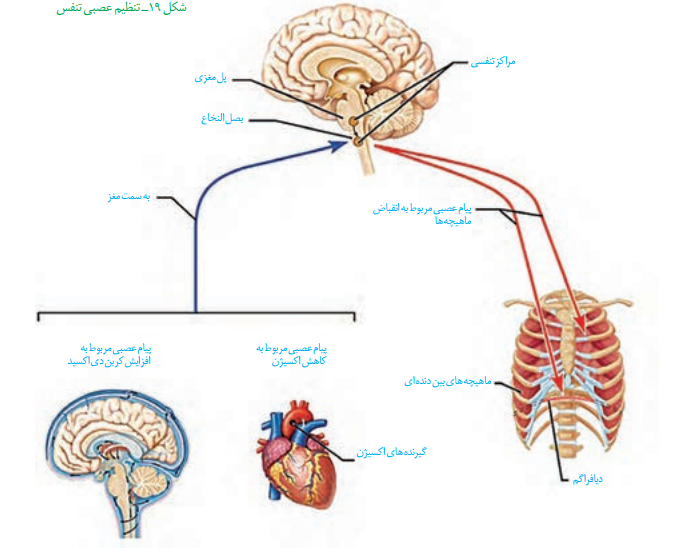 شکل ۱۹ـ تنظیم عصبی تنفس
مراکز تنفسی
پل مغزی
بصل النخاع
به سمت مغز
پیام عصبی مربوط به انقباض
ماهیچه‌ها
پیام عصبی مربوط به
کاهش اکسیژن
پیام عصبی مربوط به
افزایش کربن دی اکسید
ماهیچه‌های بین دنده‌ای
گیرنده‌های اکسیژن
دیافراگم